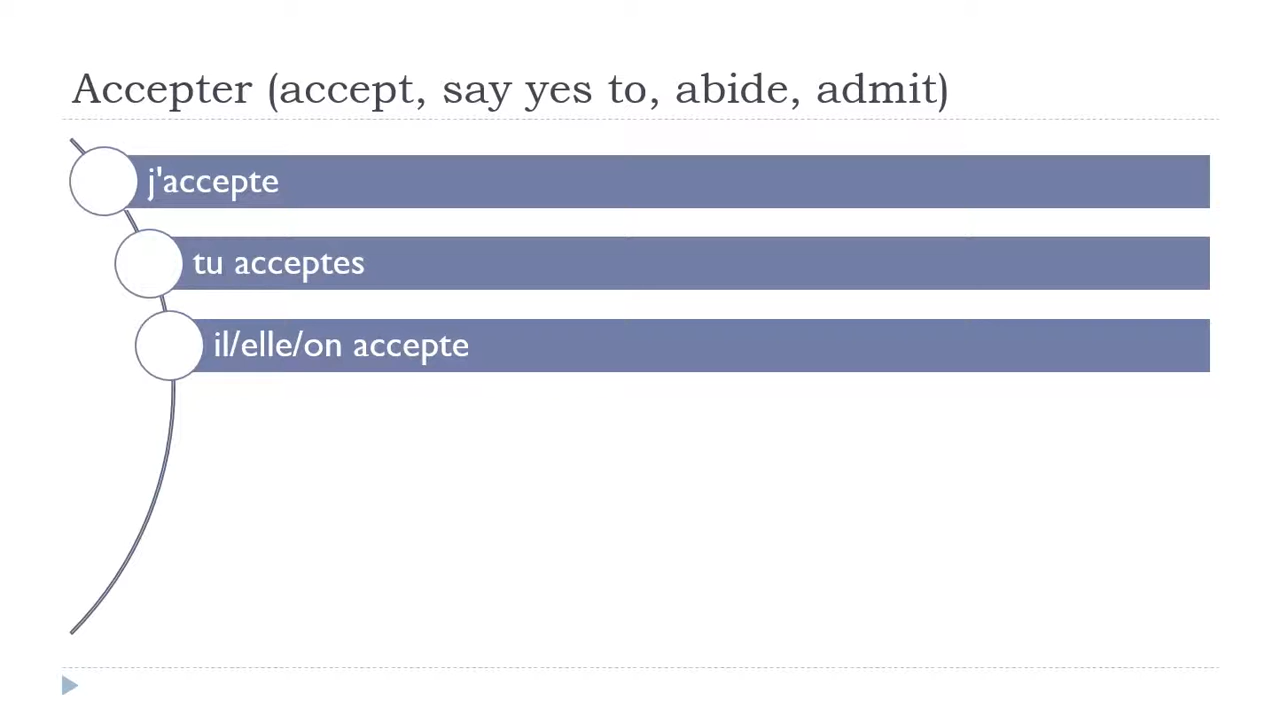 Accepter (accept, say yes to, abide, admit)
j'accepte
tu acceptes
il/elle/on accepte